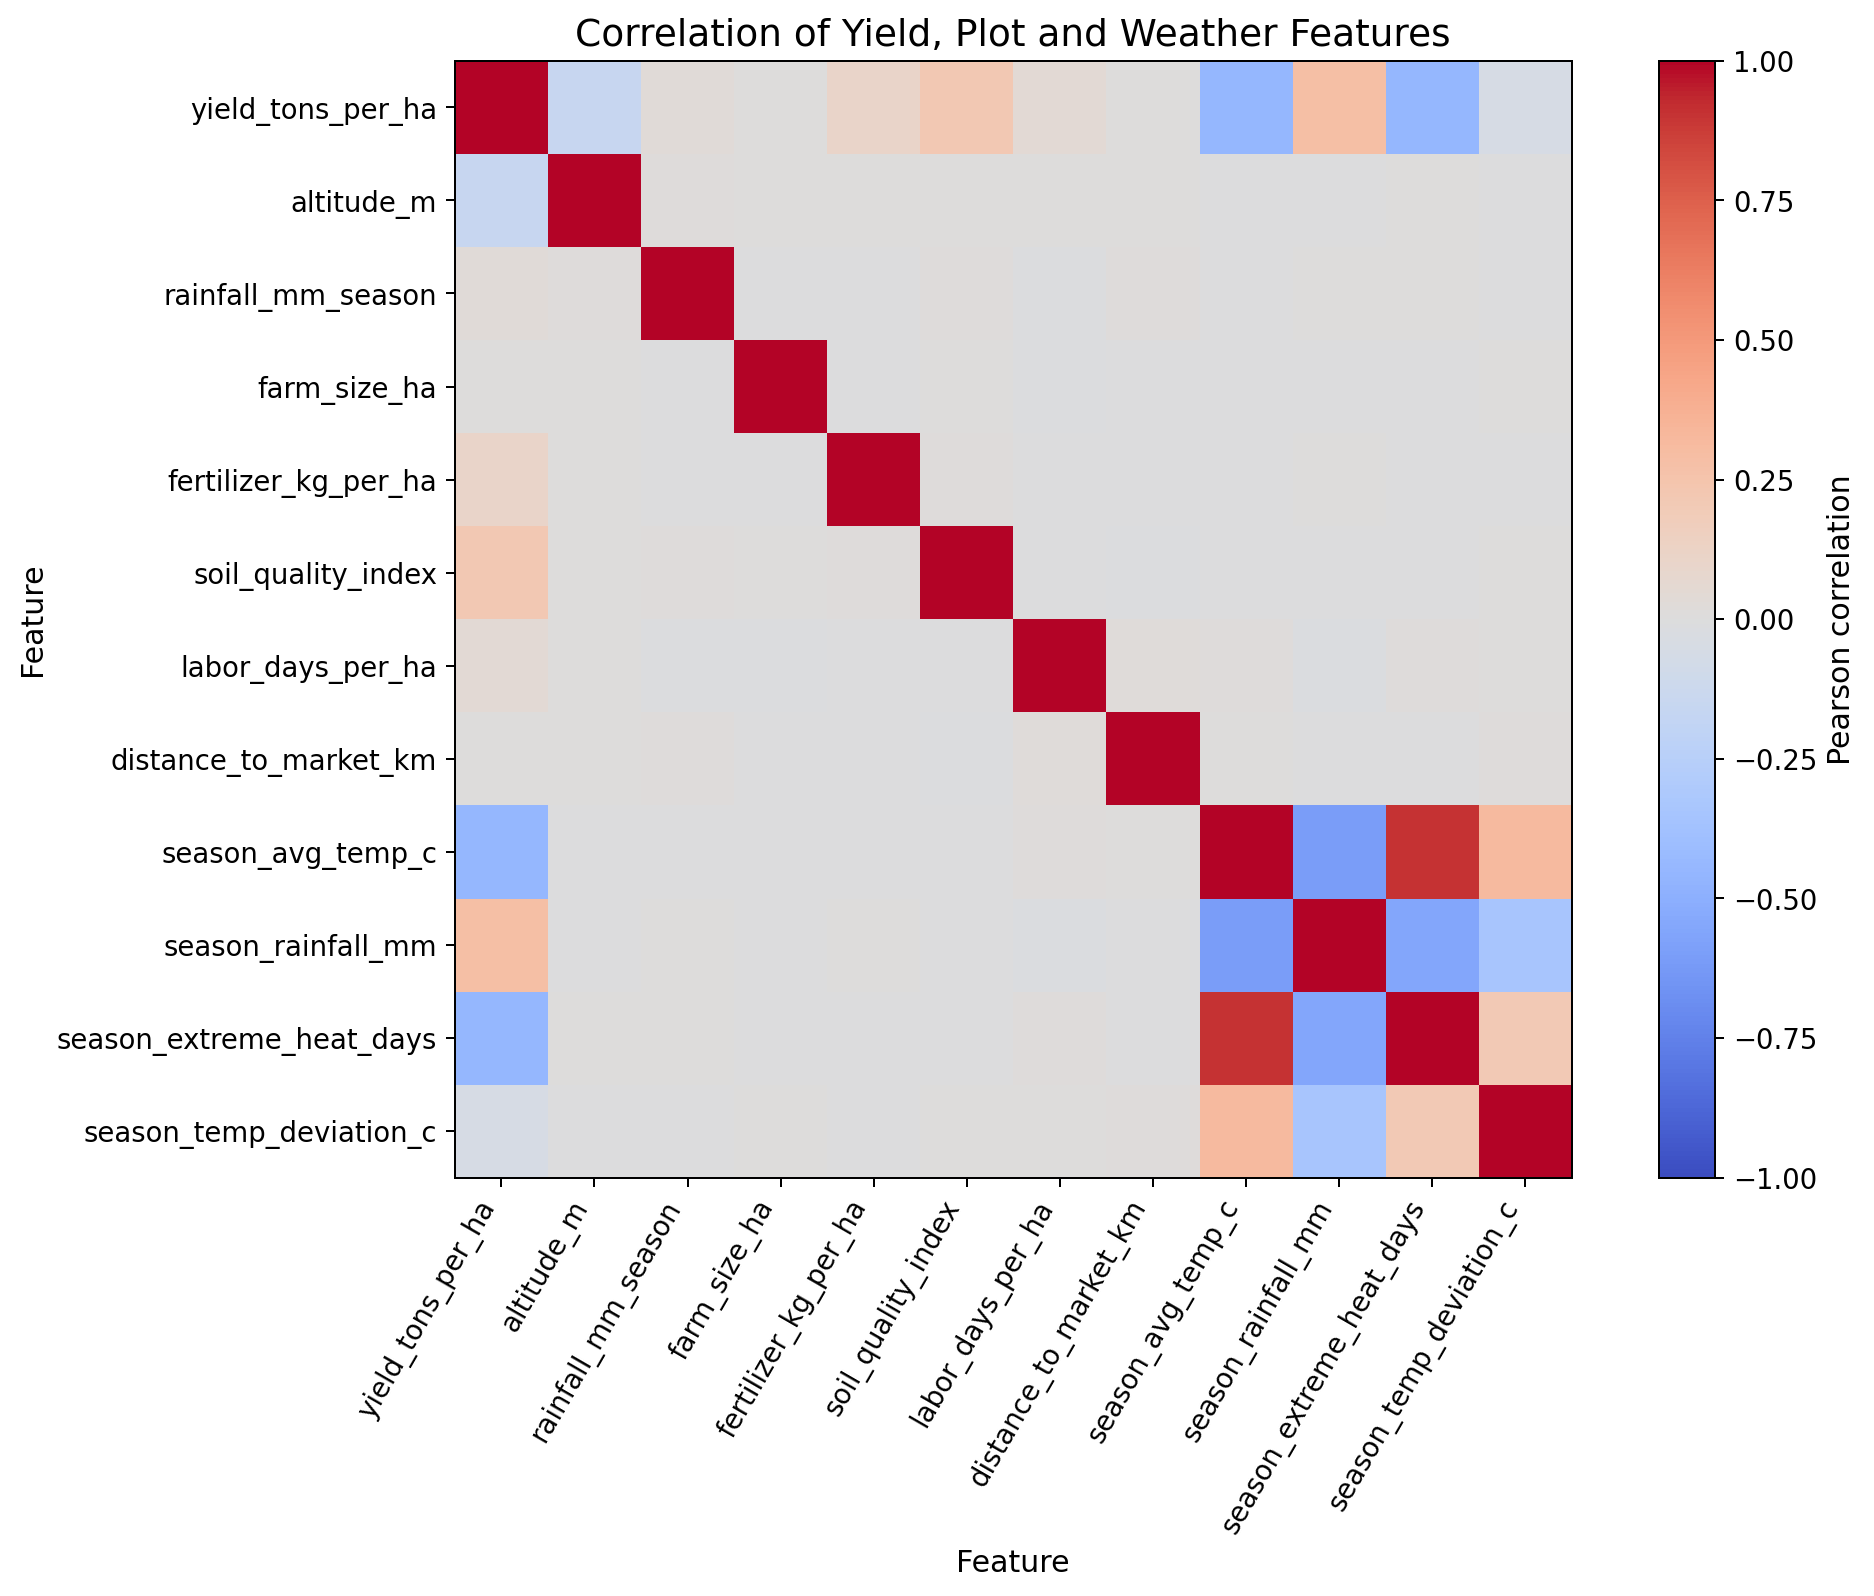 Correlation of Yield, Plot and Weather Features
yield_tons_per_ha
altitude_m
rainfall_mm_season
farm_size_ha
fertilizer_kg_per_ha
soil_quality_index
labor_days_per_ha
distance_to_market_km
season_avg_temp_c
season_rainfall_mm
season_extreme_heat_days
season_temp_deviation_c
Feature
yield_tons_per_ha
altitude_m
rainfall_mm_season
farm_size_ha
fertilizer_kg_per_ha
soil_quality_index
labor_days_per_ha
distance_to_market_km
season_avg_temp_c
season_rainfall_mm
season_extreme_heat_days
season_temp_deviation_c
Feature
1.00
0.75
0.50
0.25
0.00
−0.25
−0.50
−0.75
−1.00
Pearson correlation